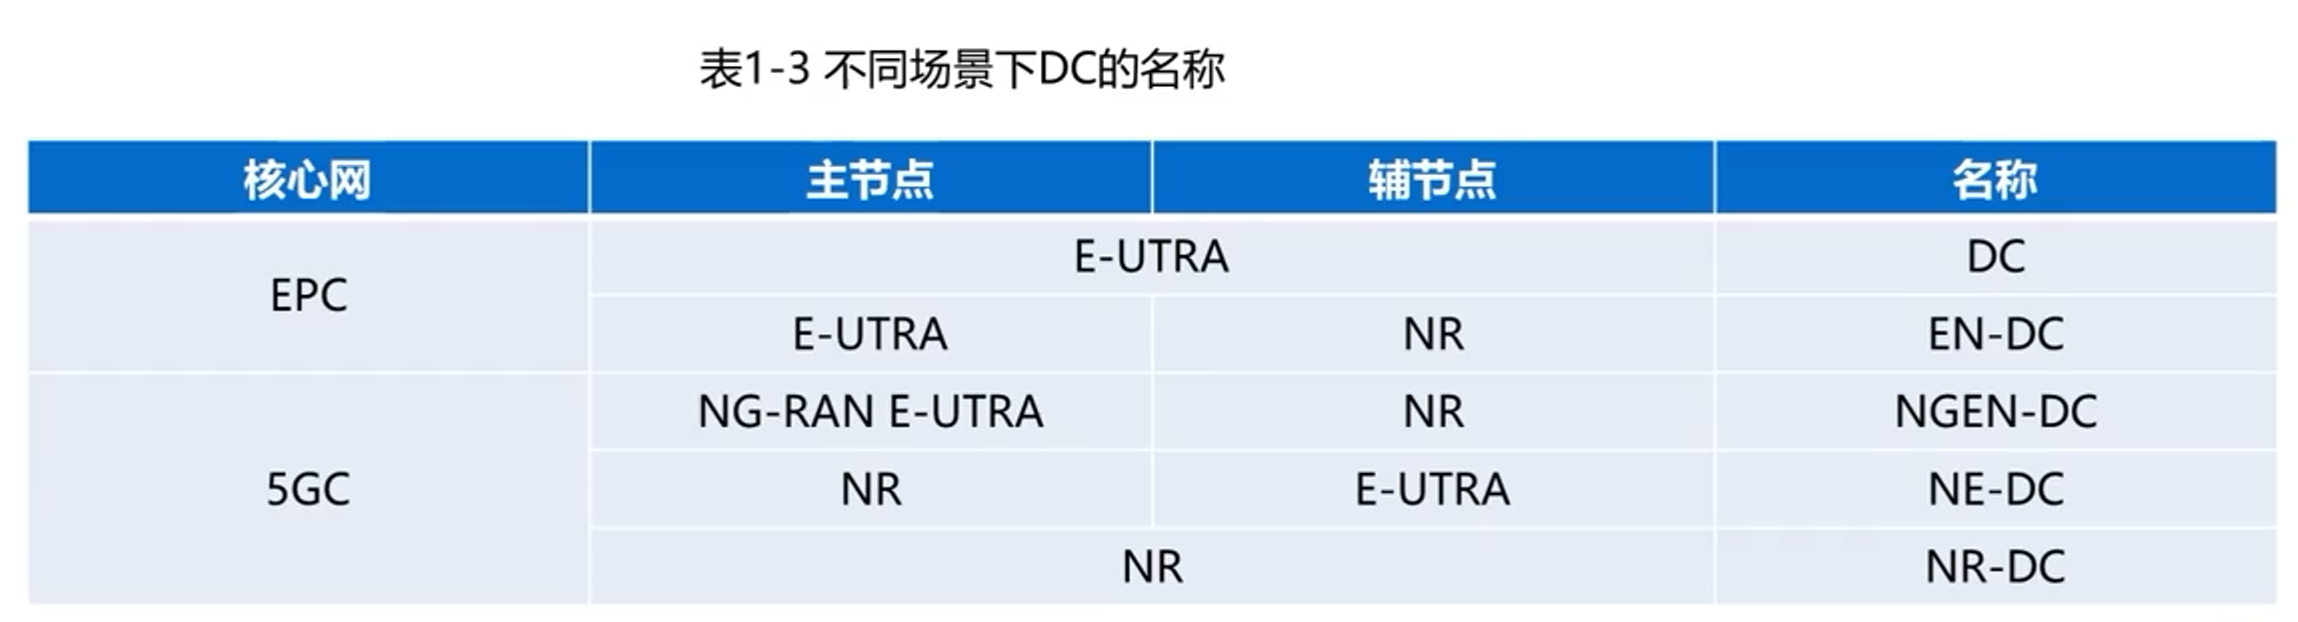 表1-3 不同场景下DC的名称
核心网 主节点 辅节点 名称
EPC E-UTRA DC
E-UTRA NR EN-DC
5GC NG-RAN E-UTRA NR NGEN-DC
NR E-UTRA NE-DC
NR NR-DC